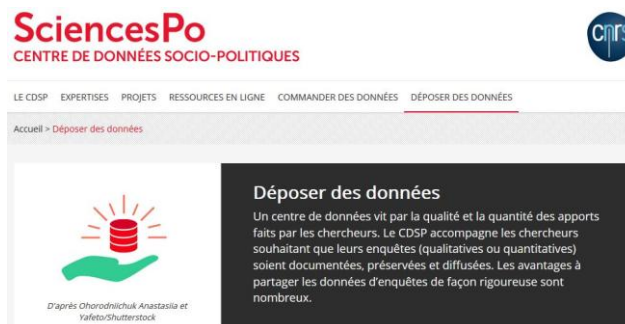 SciencesPo
CENTRE DE DONNÉES SOCIO-POLITIQUES
cnrs
LE CDSP EXPERTISES PROJETS RESSOURCES EN LIGNE COMMANDER DES DONNÉES DÉPOSER DES DONNÉES
Accueil > Déposer des données
D'après Ohorodniichuk Anastasiia et
Yafeto/Shutterstock
Déposer des données
Un centre de données vit par la qualité et la quantité des apports
faits par les chercheurs. Le CDSP accompagne les chercheurs
souhaitant que leurs enquêtes (qualitatives ou quantitatives)
soient documentées, préservées et diffusées. Les avantages à
partager les données d'enquêtes de façon rigoureuse sont
nombreux.